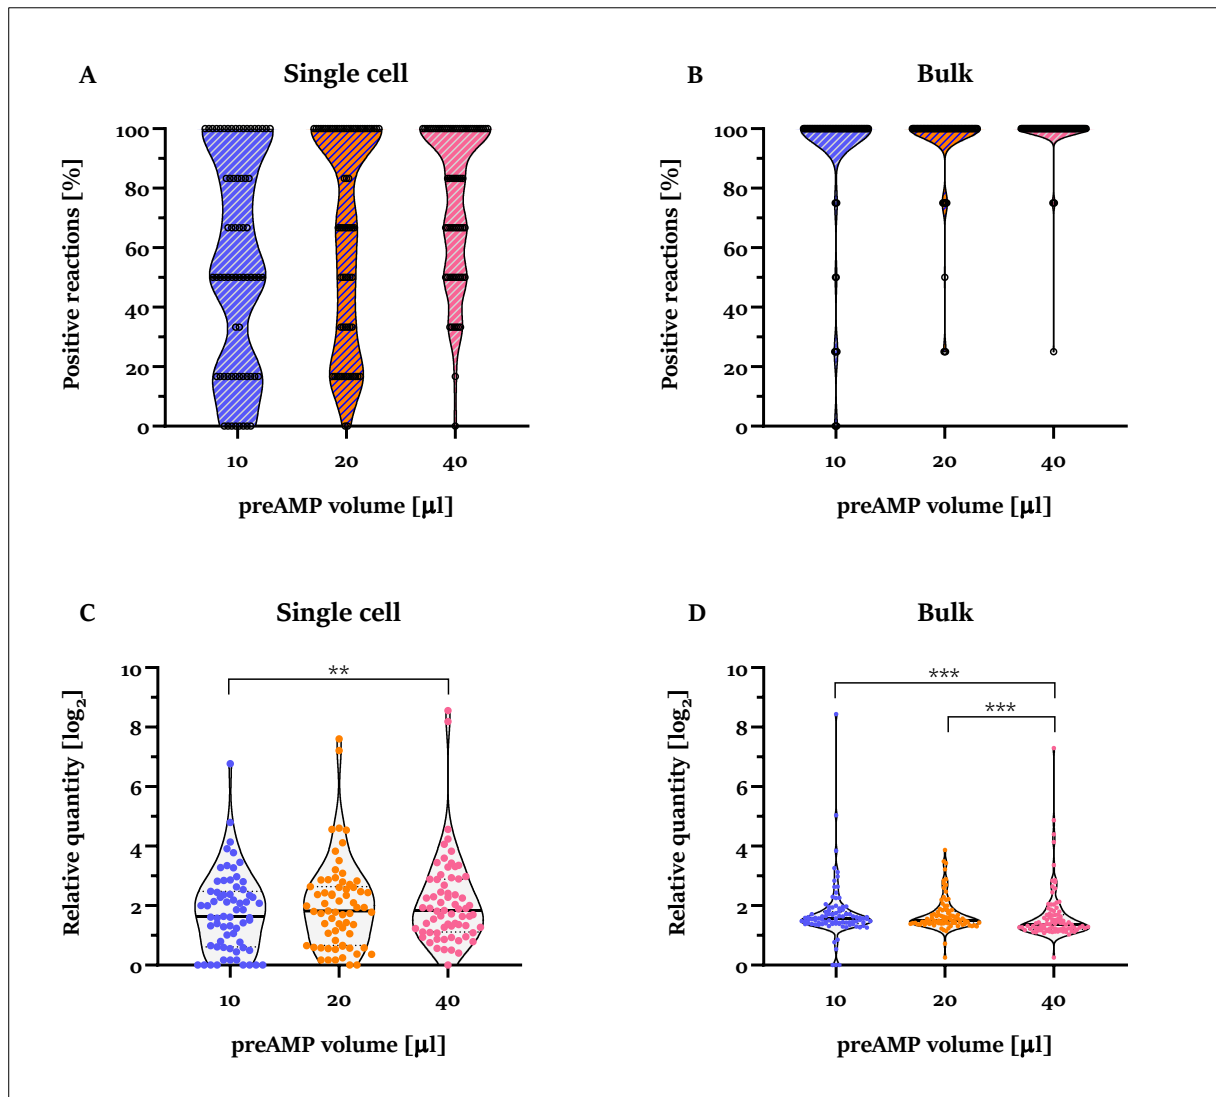 A
Single cell
Positive reactions [%]
100
80
60
40
20
0
10
20
40
preAMP volume [μl]
B
Bulk
Positive reactions [%]
100
80
60
40
20
0
10
20
40
preAMP volume [μl]
C
Single cell
Relative quantity [log2]
10
8
6
4
2
0
**
10
20
40
preAMP volume [μl]
D
Bulk
Relative quantity [log2]
10
8
6
4
2
0
***
***
10
20
40
preAMP volume [μl]